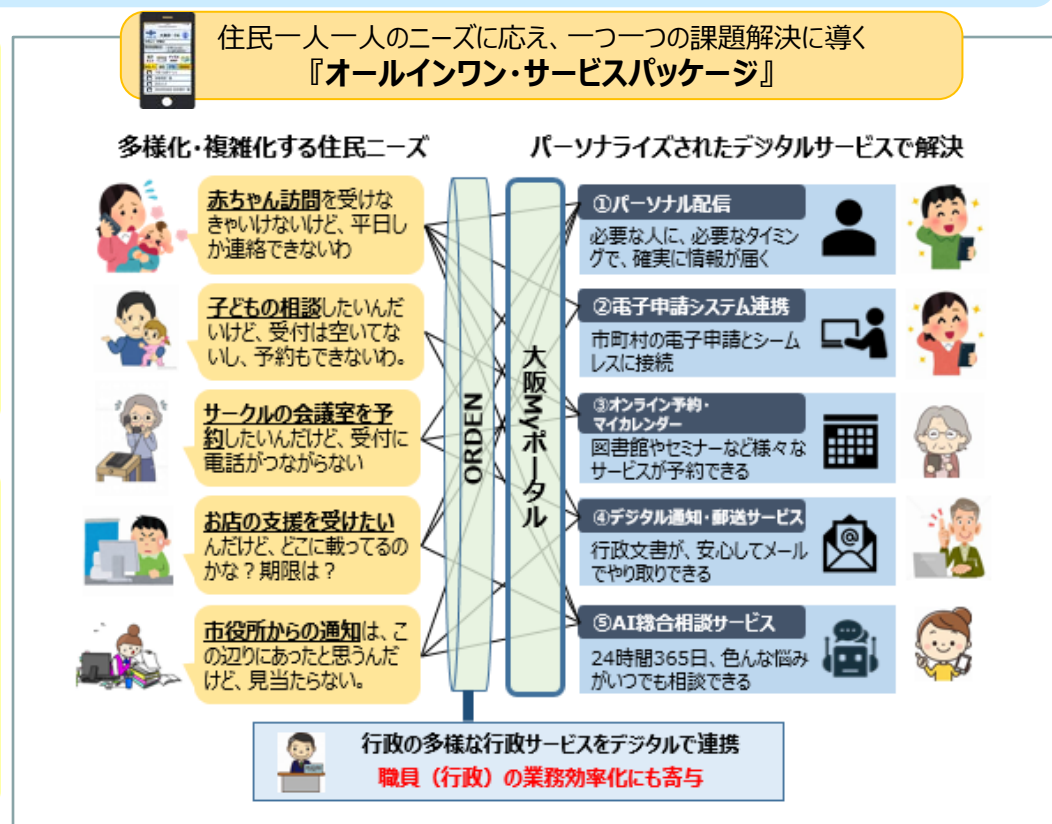 住民一人一人のニーズに応え、一つ一つの課題解決に導く
『オールインワン・サービスパッケージ』
多様化・複雑化する住民ニーズ
赤ちゃん訪問を受けな
きゃいけないけど、平日し
か連絡できないわ
子どもの相談したいんだ
けど、受付は空いてな
いし、予約もできないわ。
サークルの会議室を予
約したいんだけど、受付に
電話がつながらない
お店の支援を受けたい
んだけど、どこに載ってるの
かな？期限は？
市役所からの通知は、こ
の辺りにあったと思うんだ
けど、見当たらない。
ORDEN
大阪Myポータル
パーソナライズされたデジタルサービスで解決
①パーソナル配信
必要な人に、必要なタイミン
グで、確実に情報が届く
②電子申請システム連携
市町村の電子申請とシーム
レスに接続
③オンライン予約・
マイカレンダー
図書館やセミナーなど様々な
サービスが予約できる
④デジタル通知・郵送サービス
行政文書が、安心してメール
でやり取りできる
⑤AI総合相談サービス
24時間365日、色んな悩み
がいつでも相談できる
行政の多様な行政サービスをデジタルで連携
職員（行政）の業務効率化にも寄与